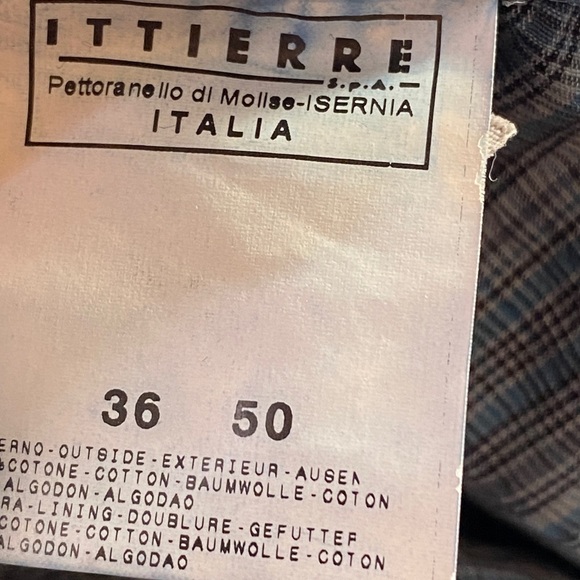 ITTIERRE
S.P.A.
Pettoranello di Molise-ISERNIA
ITALIA
36 50
ERNO-OUTSIDE-EXTERIEUR-AUSEN
%COTONE-COTTON-BAUMWOLLE-COTON
ALGODON-ALGODAO
RA-LINING-DOUBLURE-GEFUTTER
COTONE-COTTON-BAUMWOLLE-COTON
ALGODON-ALGODAO